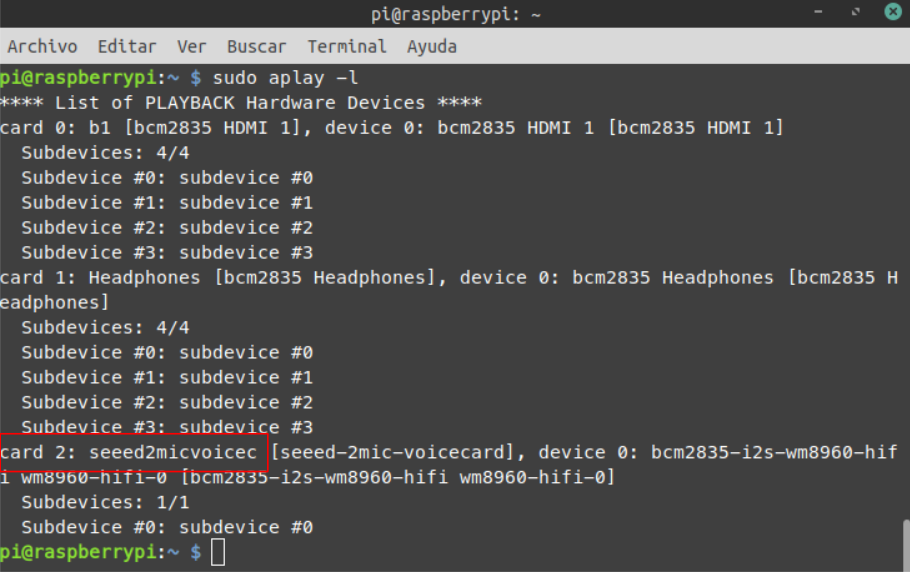 pi@raspberrypi: ~
Archivo Editar Ver Buscar Terminal Ayuda
pi@raspberrypi:~ $ sudo aplay -l
**** List of PLAYBACK Hardware Devices ****
card 0: b1 [bcm2835 HDMI 1], device 0: bcm2835 HDMI 1 [bcm2835 HDMI 1]
  Subdevices: 4/4
  Subdevice #0: subdevice #0
  Subdevice #1: subdevice #1
  Subdevice #2: subdevice #2
  Subdevice #3: subdevice #3
card 1: Headphones [bcm2835 Headphones], device 0: bcm2835 Headphones [bcm2835 H
eadphones]
  Subdevices: 4/4
  Subdevice #0: subdevice #0
  Subdevice #1: subdevice #1
  Subdevice #2: subdevice #2
  Subdevice #3: subdevice #3
card 2: seeed2micvoicec [seeed-2mic-voicecard], device 0: bcm2835-i2s-wm8960-hif
i wm8960-hifi-0 [bcm2835-i2s-wm8960-hifi wm8960-hifi-0]
  Subdevices: 1/1
  Subdevice #0: subdevice #0
pi@raspberrypi:~ $